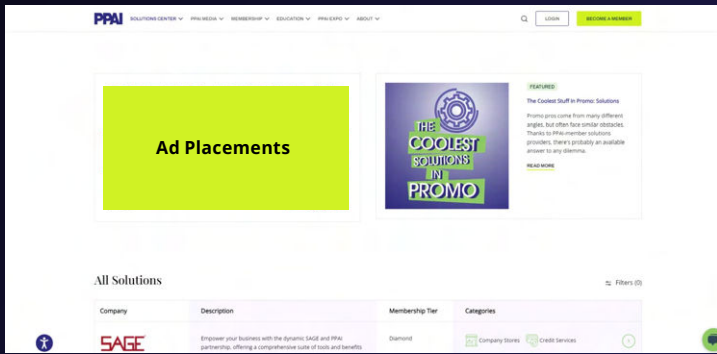 PPAI SOLUTIONS CENTER PPAI MEDIA MEMBERSHIP EDUCATION PPAI EXPO ABOUT LOGIN BECOME A MEMBER
Ad Placements
THE
COOLEST
SOLUTIONS
IN
PROMO
FEATURED
The Coolest Stuff In Promo: Solutions
Promo pros come from many different
angles, but often face similar obstacles.
Thanks to PPAI-member solutions
providers, there's probably an available
answer to any dilemma.
READ MORE
All Solutions
Filters (0)
Company Description Membership Tier Categories
SAGE
Empower your business with the dynamic SAGE and PPAI
partnership, offering a comprehensive suite of tools and benefits
Diamond
Company Stores Credit Services